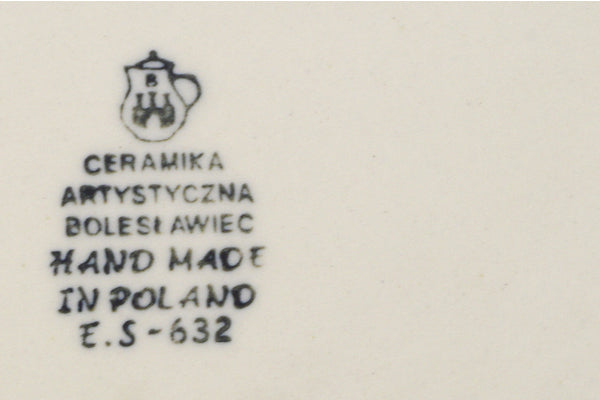 B
CERAMIKA
ARTYSTYCZNA
BOLESŁAWIEC
HAND MADE
IN POLAND
E.S-632